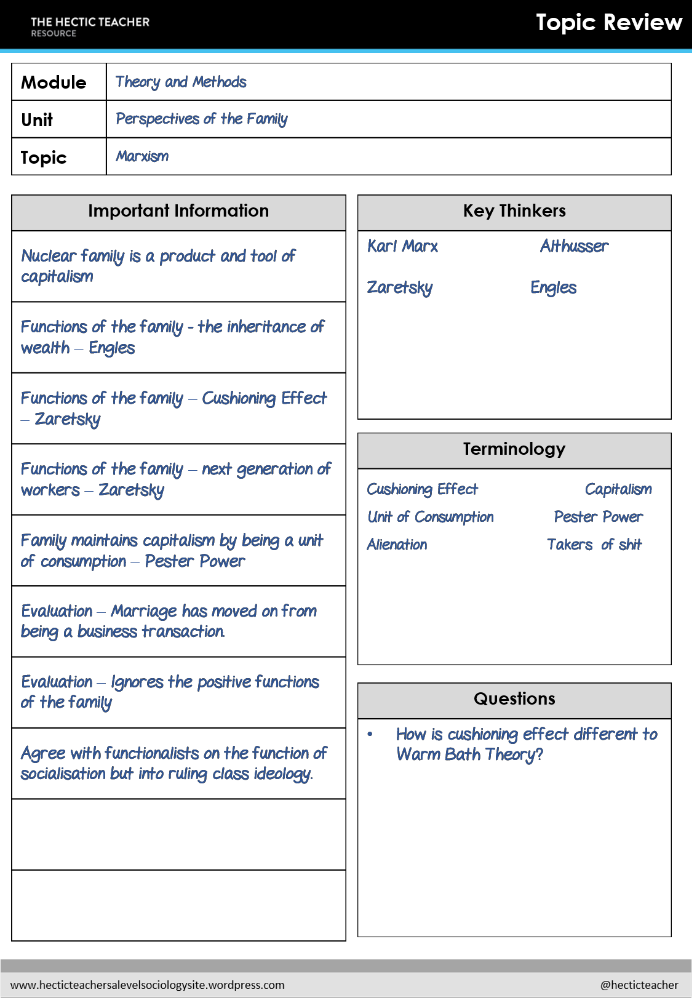 THE HECTIC TEACHER
RESOURCE
Topic Review
Module
Theory and Methods
Unit
Perspectives of the Family
Topic
Marxism
Important Information
Nuclear family is a product and tool of
capitalism
Functions of the family - the inheritance of
wealth – Engles
Functions of the family – Cushioning Effect
– Zaretsky
Functions of the family – next generation of
workers – Zaretsky
Family maintains capitalism by being a unit
of consumption – Pester Power
Evaluation – Marriage has moved on from
being a business transaction.
Evaluation – Ignores the positive functions
of the family
Agree with functionalists on the function of
socialisation but into ruling class ideology.
Key Thinkers
Karl Marx Althusser
Zaretsky Engles
Terminology
Cushioning Effect Capitalism
Unit of Consumption Pester Power
Alienation Takers of shit
Questions
• How is cushioning effect different to
Warm Bath Theory?
www.hecticteachersalevelsociologysite.wordpress.com
@hecticteacher